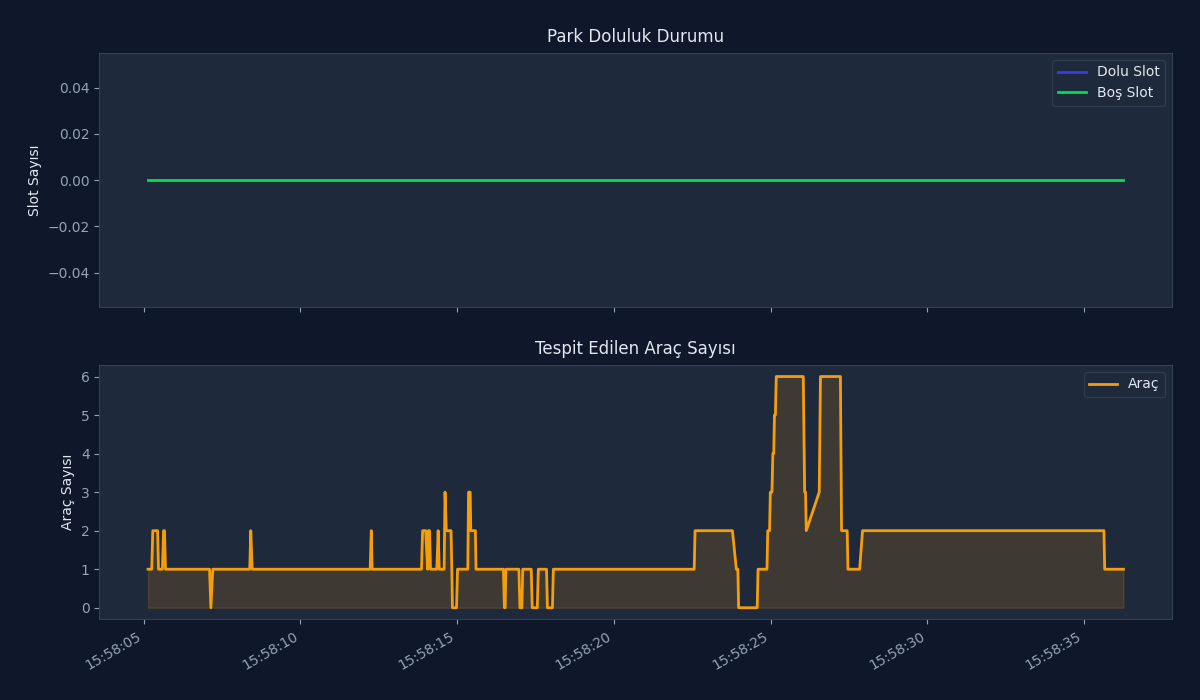 Park Doluluk Durumu
Dolu Slot
Boş Slot
0.04
0.02
0.00
−0.02
−0.04
Slot Sayısı
Tespit Edilen Araç Sayısı
Araç
6
5
4
3
2
1
0
Araç Sayısı
15:58:05
15:58:10
15:58:15
15:58:20
15:58:25
15:58:30
15:58:35